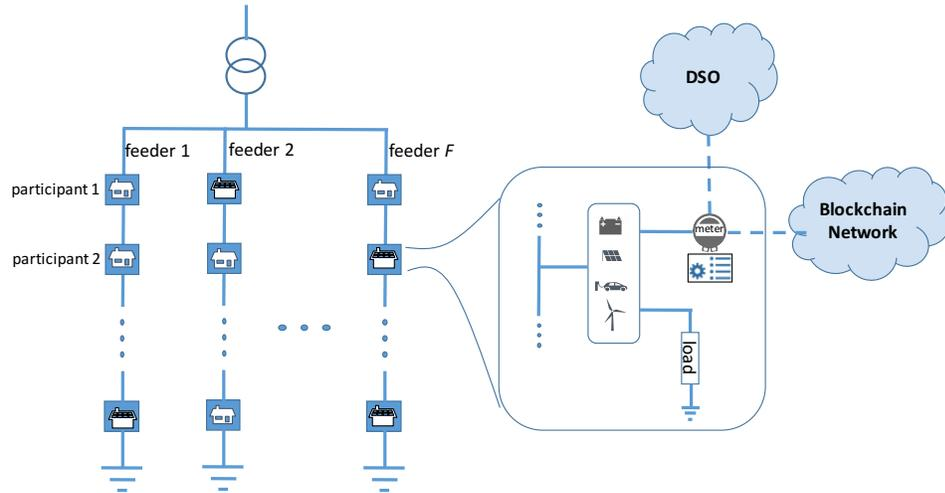 DSO
feeder 1
feeder 2
feeder F
participant 1
participant 2
meter
Blockchain
Network
load